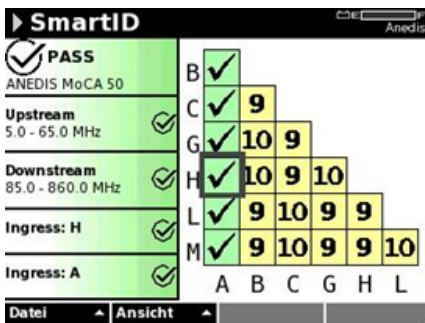 SmartID
E F
Anedis
PASS
ANEDIS MoCA 50
Upstream
5.0 - 65.0 MHz
Downstream
85.0 - 860.0 MHz
Ingress: H
Ingress: A
B
C 9
G 10 9
H 10 9 10
L 9 10 9 9
M 9 10 9 9 10
A B C G H L
Datei Ansicht